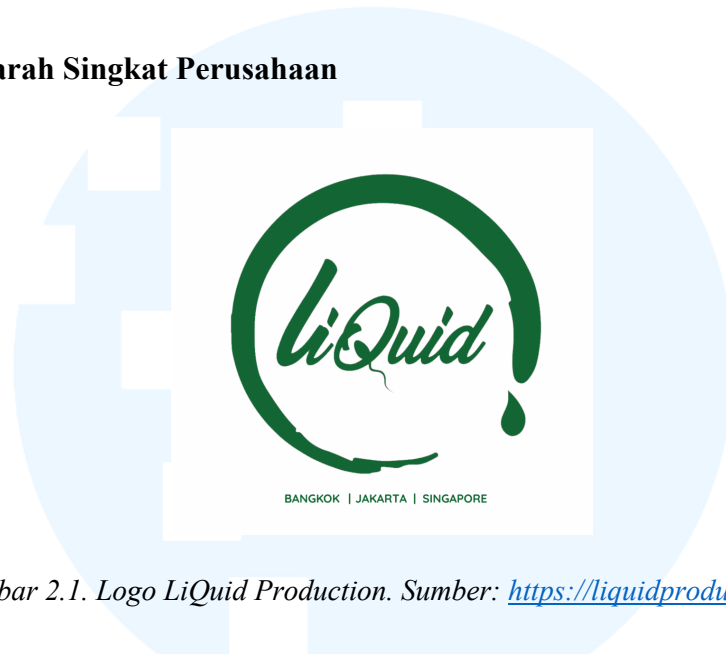 arah Singkat Perusahaan
liQuid
BANGKOK | JAKARTA | SINGAPORE
bar 2.1. Logo LiQuid Production. Sumber: https://liquidprodu